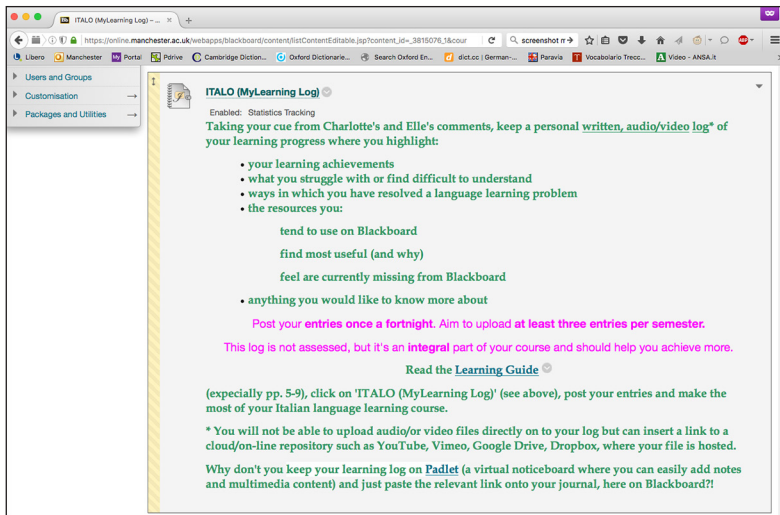 ITALO (MyLearning Log) – ...
https://online.manchester.ac.uk/webapps/blackboard/content/listContentEditable.jsp?content_id=_3815076_1&cour
screenshot m
Libero Manchester My Portal Pdrive Cambridge Diction... Oxford Dictionarie... Search Oxford En... dict.cc | German-... Paravia Vocabolario Trecc... Video - ANSA.it
Users and Groups
Customisation
Packages and Utilities
ITALO (MyLearning Log)
Enabled: Statistics Tracking
Taking your cue from Charlotte's and Elle's comments, keep a personal written, audio/video log* of
your learning progress where you highlight:
• your learning achievements
• what you struggle with or find difficult to understand
• ways in which you have resolved a language learning problem
• the resources you:
tend to use on Blackboard
find most useful (and why)
feel are currently missing from Blackboard
• anything you would like to know more about
Post your entries once a fortnight. Aim to upload at least three entries per semester.
This log is not assessed, but it's an integral part of your course and should help you achieve more.
Read the Learning Guide
(expecially pp. 5-9), click on 'ITALO (MyLearning Log)' (see above), post your entries and make the
most of your Italian language learning course.
* You will not be able to upload audio/or video files directly on to your log but can insert a link to a
cloud/on-line repository such as YouTube, Vimeo, Google Drive, Dropbox, where your file is hosted.
Why don't you keep your learning log on Padlet (a virtual noticeboard where you can easily add notes
and multimedia content) and just paste the relevant link onto your journal, here on Blackboard?!